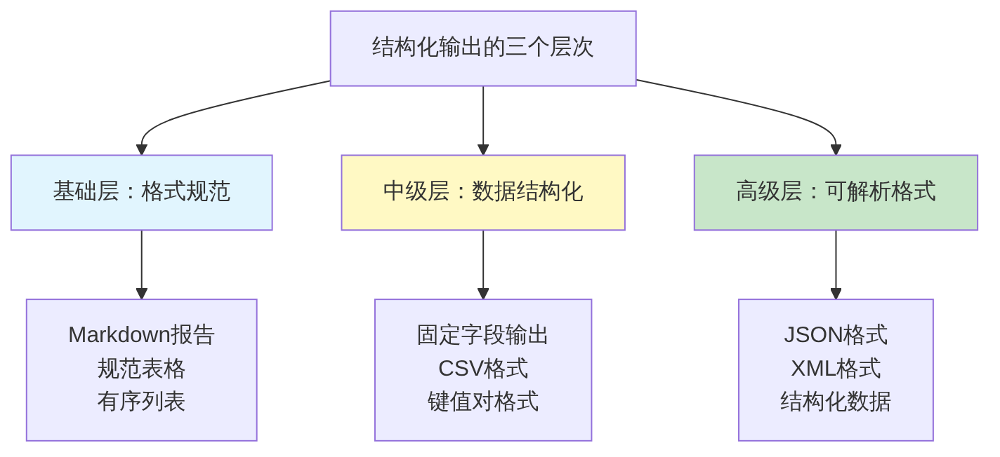 结构化输出的三个层次
基础层：格式规范
中级层：数据结构化
高级层：可解析格式
Markdown报告
规范表格
有序列表
固定字段输出
CSV格式
键值对格式
JSON格式
XML格式
结构化数据